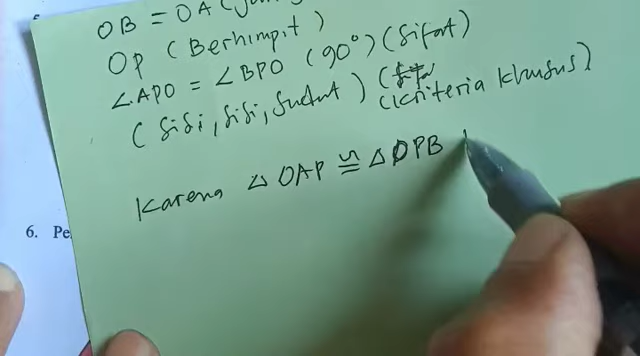 OB = OA (
OP (Berhimpit)
∠APO = ∠BPO (90°) (Sifat)
(Sisi, Sisi, Sudut) (Kriteria khusus)
Karena △ OAP ≅ △ OPB
6. Pe